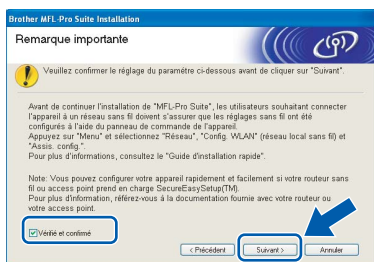 Brother MFL-Pro Suite Installation
Remarque importante
Veuillez confirmer le réglage du paramètre ci-dessous avant de cliquer sur "Suivant".
Avant de continuer l'installation de "MFL-Pro Suite", les utilisateurs souhaitant connecter
l'appareil à un réseau sans fil doivent s'assurer que les réglages sans fil ont été
configurés à l'aide du panneau de commande de l'appareil.
Appuyez sur "Menu" et sélectionnez "Réseau", "Config. WLAN" (réseau local sans fil) et
"Assis. config.".
Pour plus d'informations, consultez le "Guide d'installation rapide".
Note: Vous pouvez configurer votre appareil rapidement et facilement si votre routeur sans
fil ou access point prend en charge SecureEasySetup(TM).
Pour plus d'information, référez-vous à la documentation fournie avec votre routeur ou
votre access point.
Vérifié et confirmé
< Précédent
Suivant >
Annuler